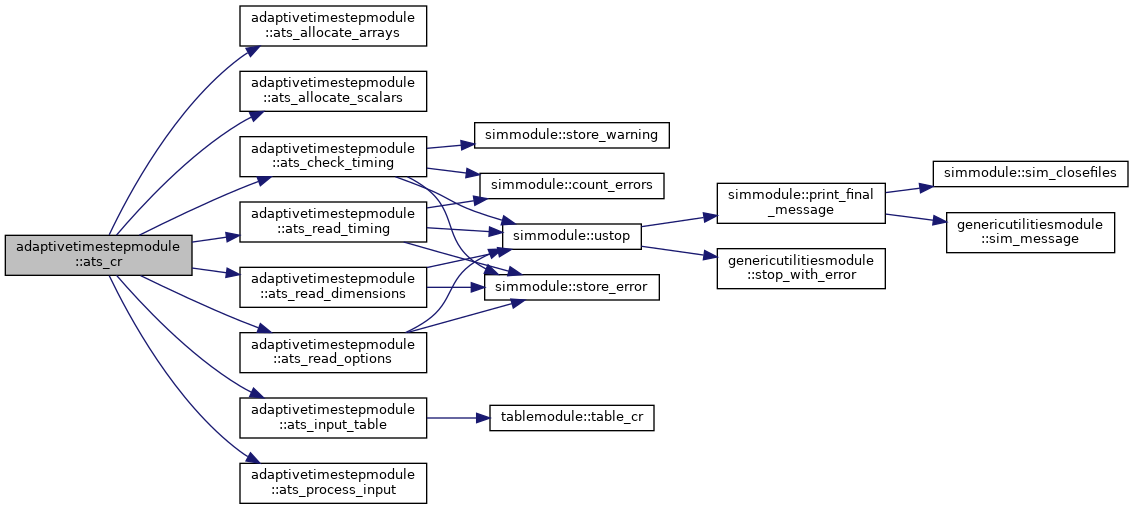 adaptivetimestepmodule
::ats_cr
adaptivetimestepmodule
::ats_allocate_arrays
adaptivetimestepmodule
::ats_allocate_scalars
adaptivetimestepmodule
::ats_check_timing
adaptivetimestepmodule
::ats_read_timing
adaptivetimestepmodule
::ats_read_dimensions
adaptivetimestepmodule
::ats_read_options
adaptivetimestepmodule
::ats_input_table
adaptivetimestepmodule
::ats_process_input
simmodule::store_warning
simmodule::count_errors
simmodule::ustop
simmodule::store_error
tablemodule::table_cr
simmodule::print_final
_message
genericutilitiesmodule
::stop_with_error
simmodule::sim_closefiles
genericutilitiesmodule
::sim_message